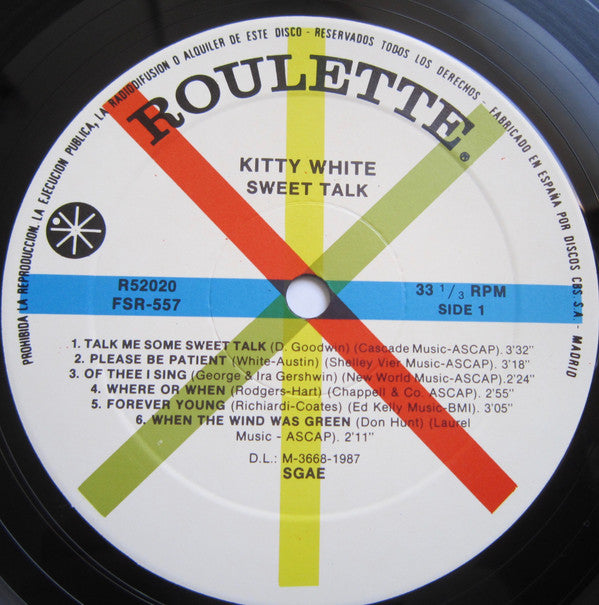 PROHIBIDA LA REPRODUCCION. LA EJECUCION PUBLICA, LA RADIODIFUSION O ALQUILER DE ESTE DISCO - RESERVADOS TODOS LOS DERECHOS - FABRICADO EN ESPAÑA POR DISCOS CBS. S.A. - MADRID
ROULETTE®
KITTY WHITE
SWEET TALK
R52020
FSR-557
33 1/3 RPM
SIDE 1
1. TALK ME SOME SWEET TALK (D. Goodwin) (Cascade Music-ASCAP). 3'32"
2. PLEASE BE PATIENT (White-Austin) (Shelley Vier Music-ASCAP). 3'18"
3. OF THEE I SING (George & Ira Gershwin) (New World Music-ASCAP). 2'24"
4. WHERE OR WHEN (Rodgers-Hart) (Chappell & Co. ASCAP). 2'55"
5. FOREVER YOUNG (Richiardi-Coates) (Ed Kelly Music-BMI). 3'05"
6. WHEN THE WIND WAS GREEN (Don Hunt) (Laurel
Music - ASCAP). 2'11"
D.L.: M-3668-1987
SGAE